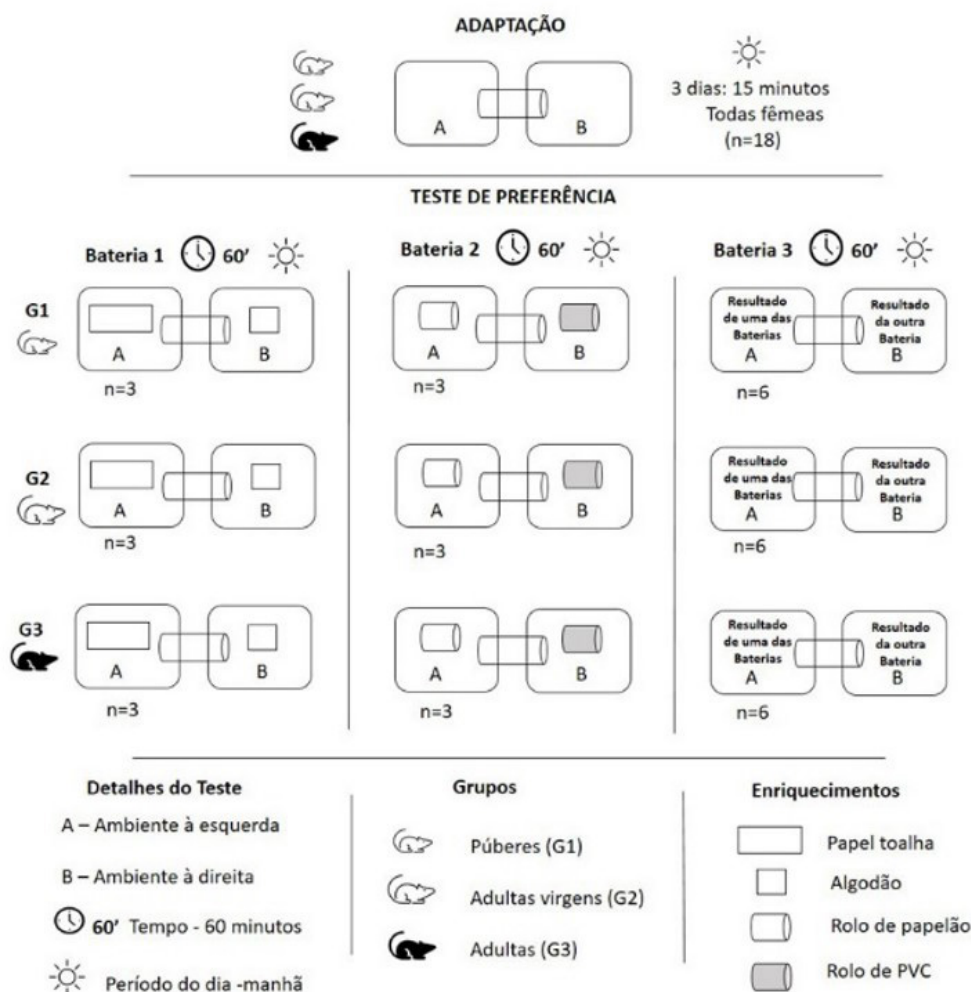 ADAPTAÇÃO
A
B
3 dias: 15 minutos
Todas fêmeas
(n=18)
TESTE DE PREFERÊNCIA
Bateria 1 60’
Bateria 2 60’
Bateria 3 60’
G1
A
B
n=3
A
B
n=3
Resultado
de uma das
Baterias
A
Resultado
da outra
Bateria
B
n=6
G2
A
B
n=3
A
B
n=3
Resultado
de uma das
Baterias
A
Resultado
da outra
Bateria
B
n=6
G3
A
B
n=3
A
B
n=3
Resultado
de uma das
Baterias
A
Resultado
da outra
Bateria
B
n=6
Detalhes do Teste
A – Ambiente à esquerda
B – Ambiente à direita
60’ Tempo - 60 minutos
Período do dia -manhã
Grupos
Púberes (G1)
Adultas virgens (G2)
Adultas (G3)
Enriquecimentos
Papel toalha
Algodão
Rolo de papelão
Rolo de PVC